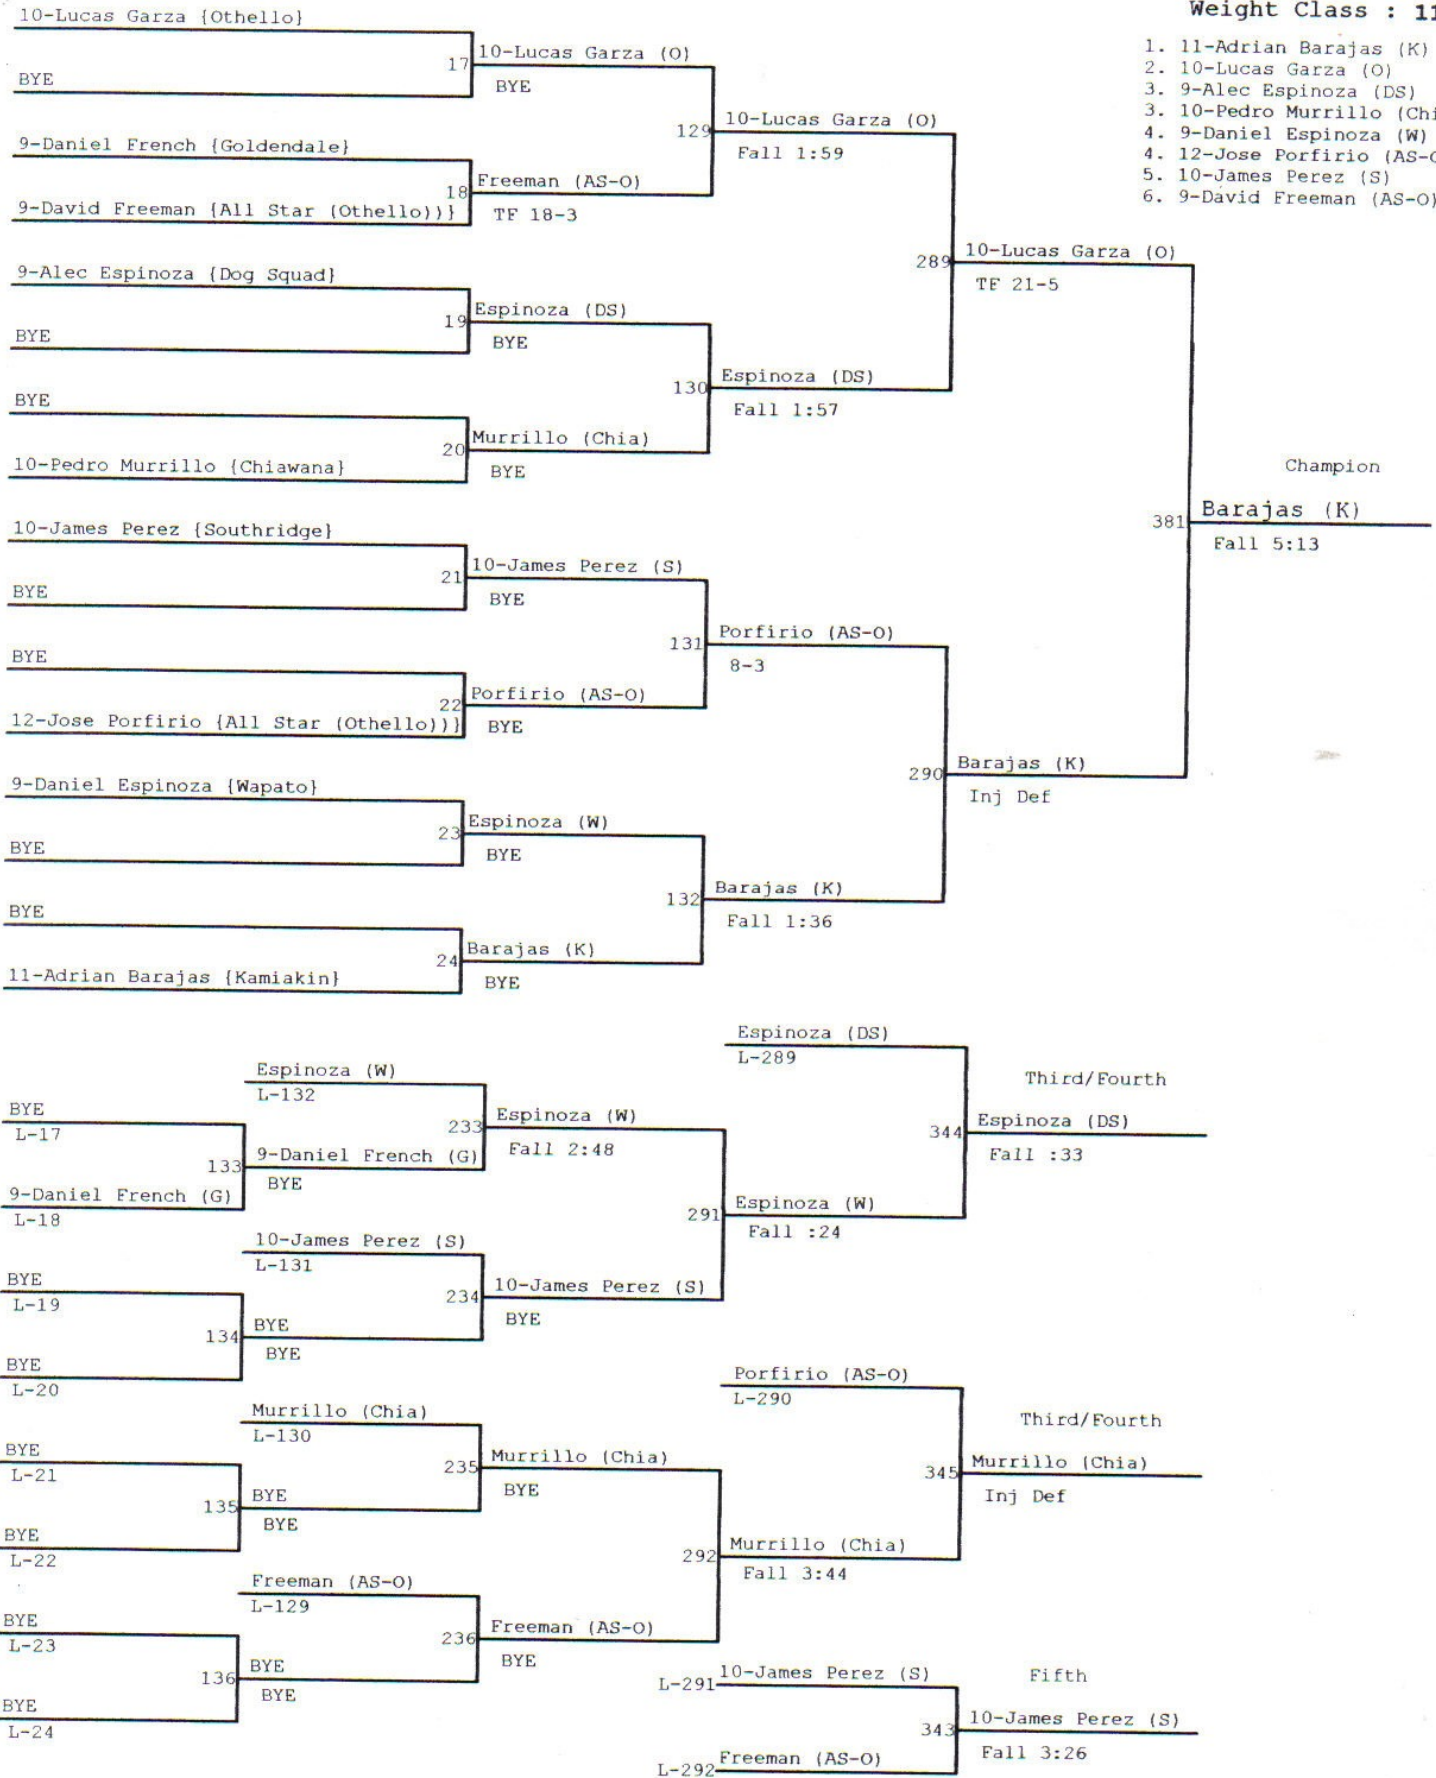 Weight Class : 11
1. 11-Adrian Barajas (K)
2. 10-Lucas Garza (O)
3. 9-Alec Espinoza (DS)
3. 10-Pedro Murrillo (Chi
4. 9-Daniel Espinoza (W)
4. 12-Jose Porfirio (AS-O
5. 10-James Perez (S)
6. 9-David Freeman (AS-O)
10-Lucas Garza {Othello}
17
BYE
10-Lucas Garza (O)
BYE
9-Daniel French {Goldendale}
18
9-David Freeman {All Star (Othello))}
Freeman (AS-O)
TF 18-3
129
10-Lucas Garza (O)
Fall 1:59
9-Alec Espinoza {Dog Squad}
19
BYE
Espinoza (DS)
BYE
BYE
20
10-Pedro Murrillo {Chiawana}
Murrillo (Chia)
BYE
130
Espinoza (DS)
Fall 1:57
289
10-Lucas Garza (O)
TF 21-5
10-James Perez {Southridge}
21
BYE
10-James Perez (S)
BYE
BYE
22
12-Jose Porfirio {All Star (Othello))}
Porfirio (AS-O)
BYE
131
Porfirio (AS-O)
8-3
9-Daniel Espinoza {Wapato}
23
BYE
Espinoza (W)
BYE
BYE
24
11-Adrian Barajas {Kamiakin}
Barajas (K)
BYE
132
Barajas (K)
Fall 1:36
290
Barajas (K)
Inj Def
Champion
381
Barajas (K)
Fall 5:13
BYE
L-17
133
9-Daniel French (G)
L-18
Espinoza (W)
L-132
9-Daniel French (G)
BYE
233
Espinoza (W)
Fall 2:48
BYE
L-19
134
BYE
L-20
10-James Perez (S)
L-131
BYE
BYE
234
10-James Perez (S)
BYE
291
Espinoza (W)
Fall :24
Espinoza (DS)
L-289
Third/Fourth
344
Espinoza (DS)
Fall :33
BYE
L-21
135
BYE
L-22
Murrillo (Chia)
L-130
BYE
BYE
235
Murrillo (Chia)
BYE
BYE
L-23
136
BYE
L-24
Freeman (AS-O)
L-129
BYE
BYE
236
Freeman (AS-O)
BYE
292
Murrillo (Chia)
Fall 3:44
Porfirio (AS-O)
L-290
Third/Fourth
345
Murrillo (Chia)
Inj Def
L-291
10-James Perez (S)
Fifth
343
10-James Perez (S)
Fall 3:26
L-292
Freeman (AS-O)